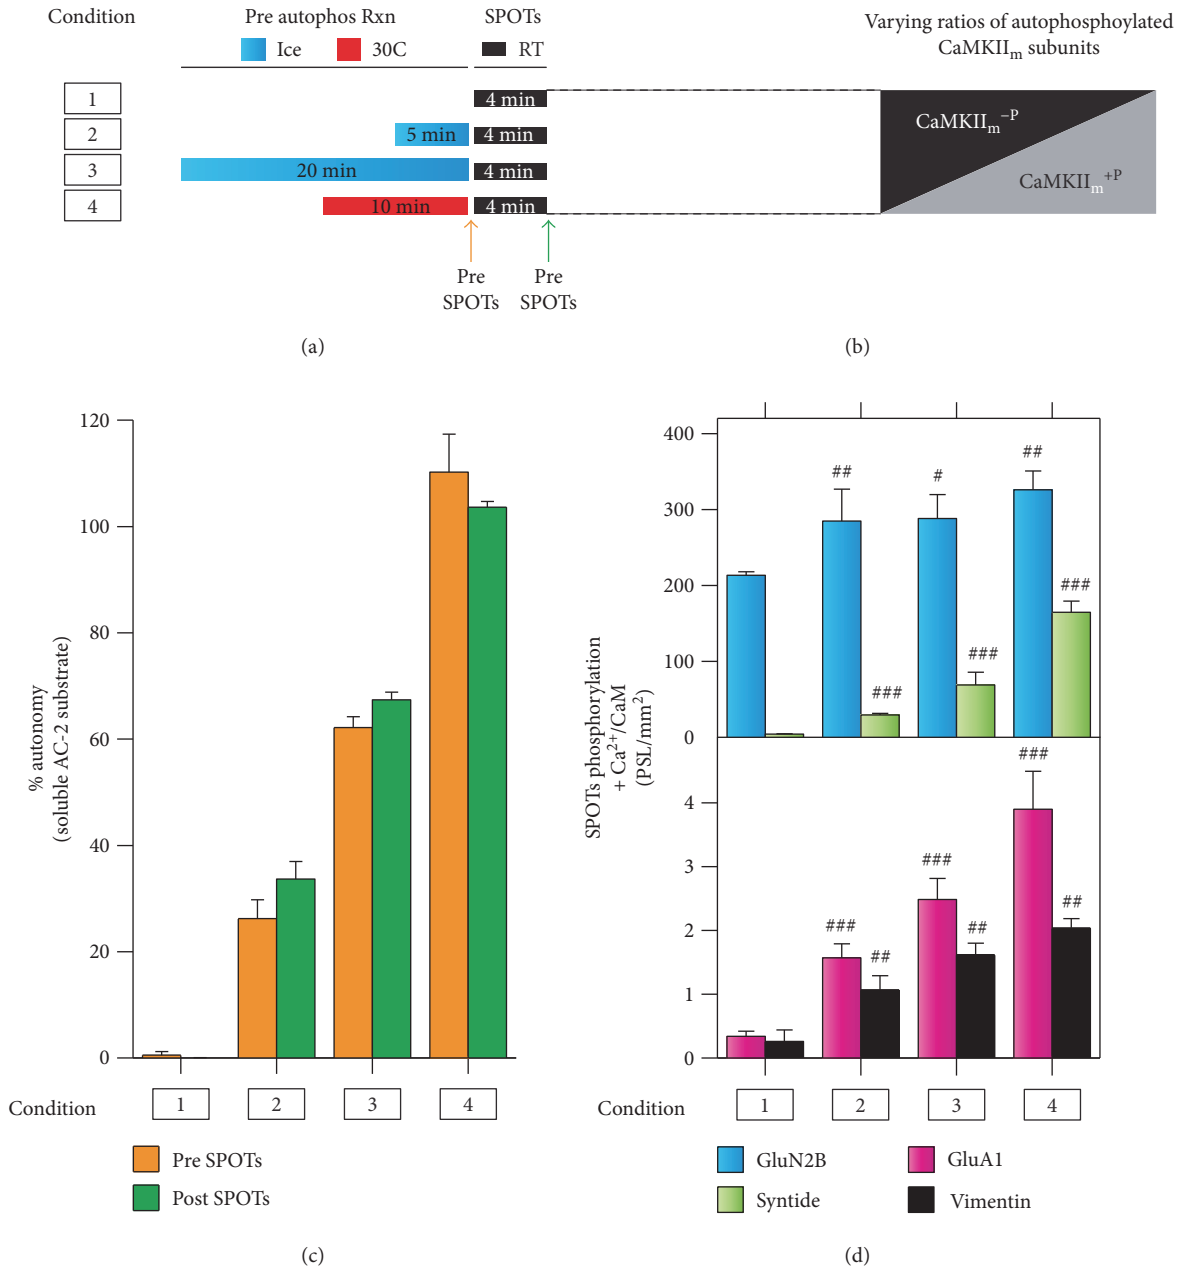 Condition
Pre autophos Rxn
SPOTs
Ice
30C
RT
Varying ratios of autophosphoylated
CaMKIIm subunits
1
4 min
2
5 min
4 min
3
20 min
4 min
4
10 min
4 min
CaMKIIm−P
CaMKIIm+P
Pre
SPOTs
Pre
SPOTs
(a)
(b)
120
100
80
60
40
20
0
% autonomy
(soluble AC-2 substrate)
Condition
1
2
3
4
Pre SPOTs
Post SPOTs
(c)
400
300
200
100
0
4
3
2
1
0
SPOTs phosphorylation
+ Ca2+/CaM
(PSL/mm2)
##
#
##
###
###
###
###
##
###
##
###
##
Condition
1
2
3
4
GluN2B
GluA1
Syntide
Vimentin
(d)